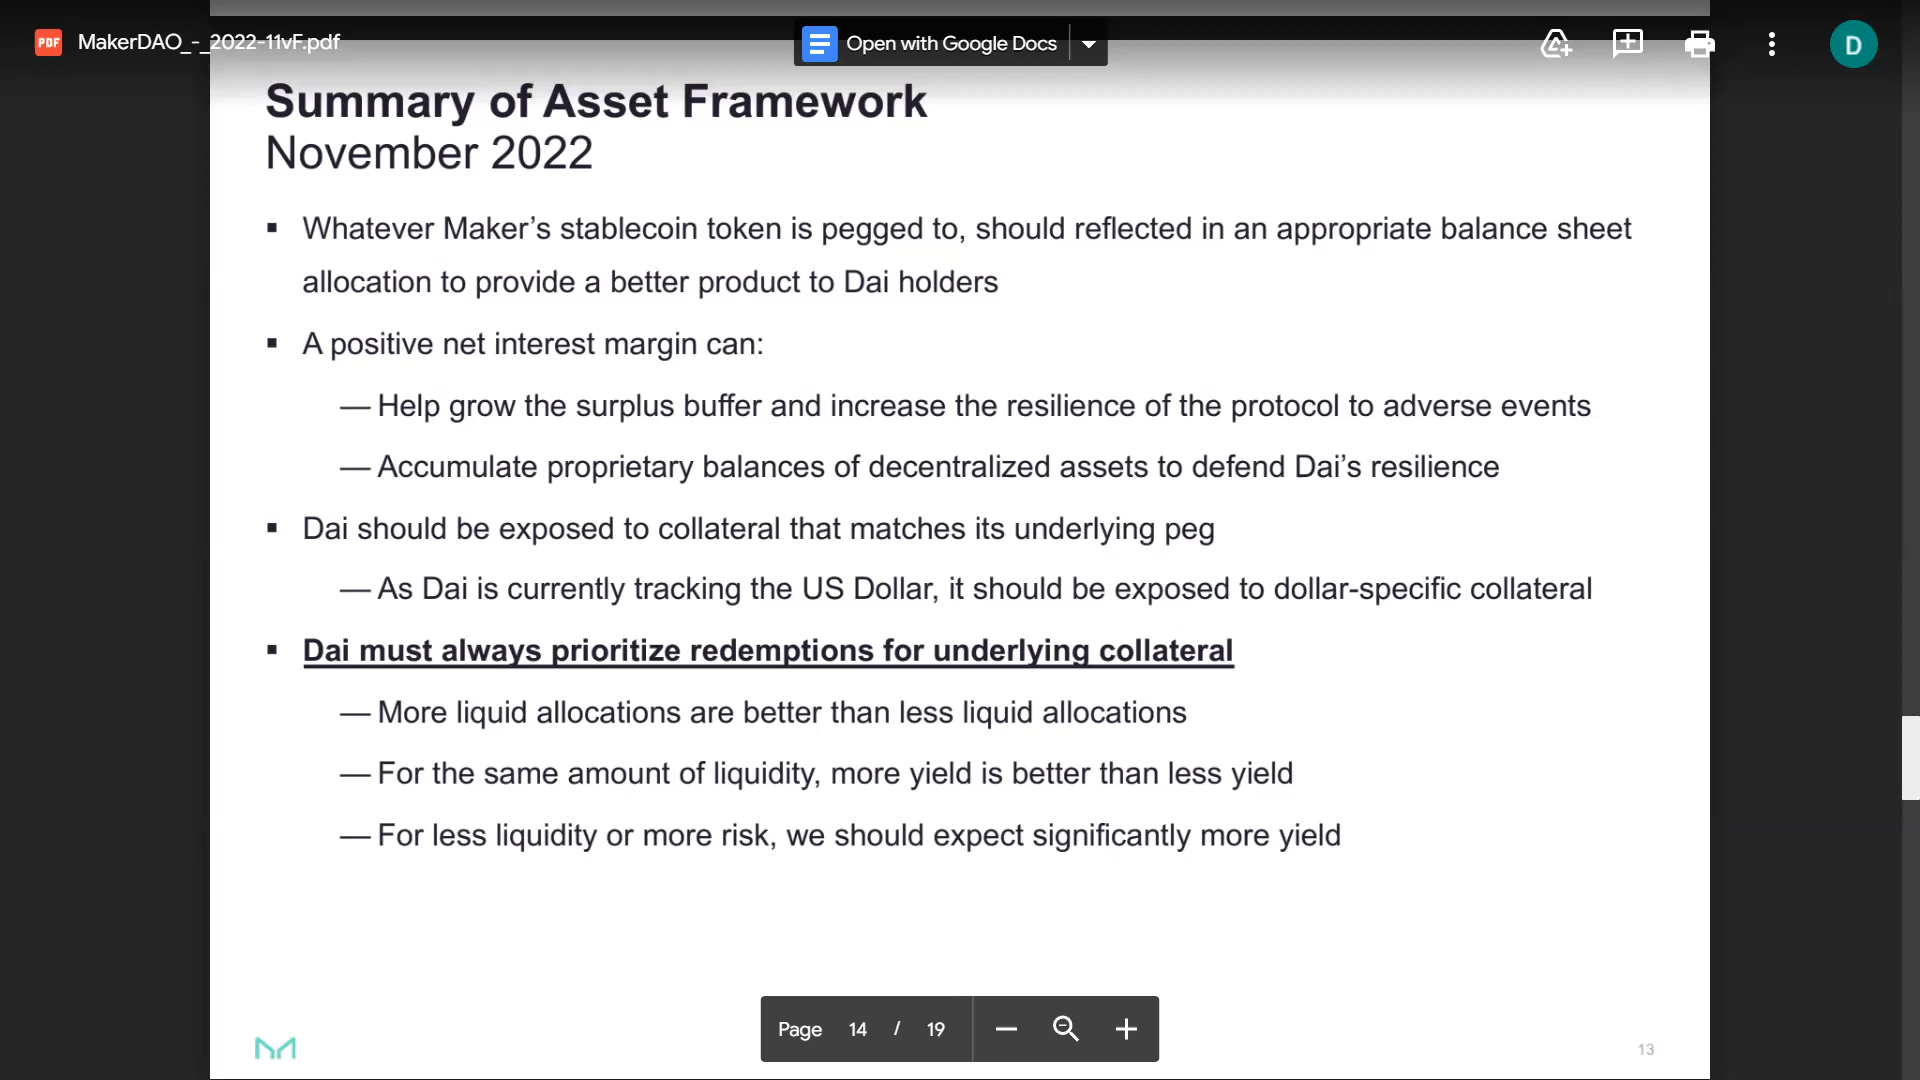 MakerDAO_-_2022-11vF.pdf
Open with Google Docs
D
Summary of Asset Framework
November 2022
▪ Whatever Maker’s stablecoin token is pegged to, should reflected in an appropriate balance sheet
allocation to provide a better product to Dai holders
▪ A positive net interest margin can:
— Help grow the surplus buffer and increase the resilience of the protocol to adverse events
— Accumulate proprietary balances of decentralized assets to defend Dai’s resilience
▪ Dai should be exposed to collateral that matches its underlying peg
— As Dai is currently tracking the US Dollar, it should be exposed to dollar-specific collateral
▪ Dai must always prioritize redemptions for underlying collateral
— More liquid allocations are better than less liquid allocations
— For the same amount of liquidity, more yield is better than less yield
— For less liquidity or more risk, we should expect significantly more yield
Page 14 / 19
13